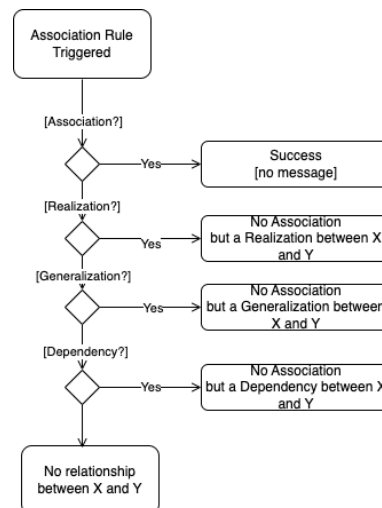 Association Rule
Triggered
[Association?]
Yes
Success
[no message]
[Realization?]
Yes
No Association
but a Realization between X
and Y
[Generalization?]
Yes
No Association
but a Generalization between
X and Y
[Dependency?]
Yes
No Association
but a Dependency between X
and Y
No relationship
between X and Y